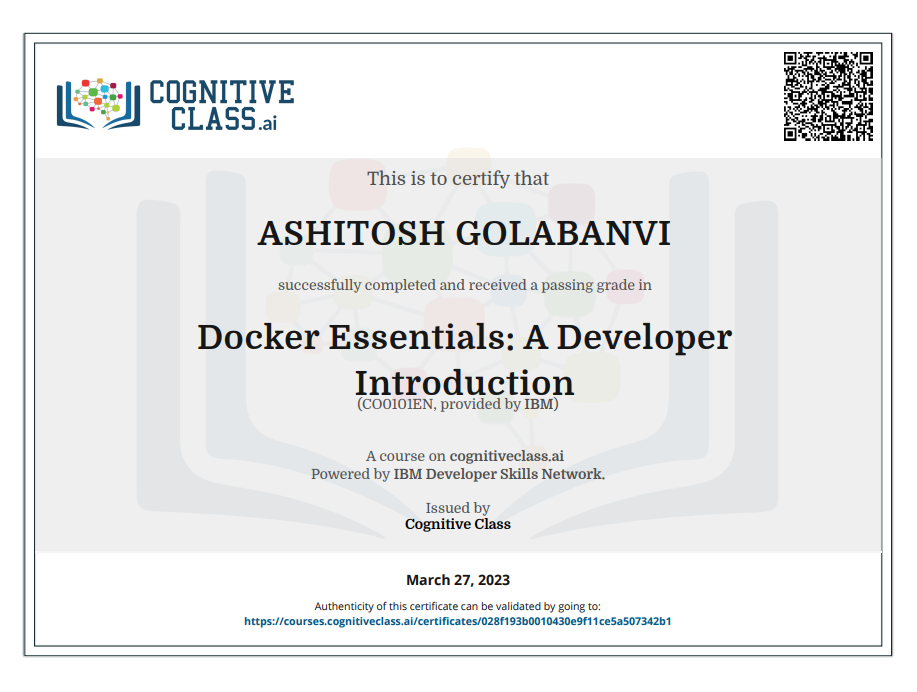 COGNITIVE
CLASS.ai
This is to certify that
ASHITOSH GOLABANVI
successfully completed and received a passing grade in
Docker Essentials: A Developer
Introduction
(CO0101EN, provided by IBM)
A course on cognitiveclass.ai
Powered by IBM Developer Skills Network.
Issued by
Cognitive Class
March 27, 2023
Authenticity of this certificate can be validated by going to:
https://courses.cognitiveclass.ai/certificates/028f193b0010430e9f11ce5a507342b1